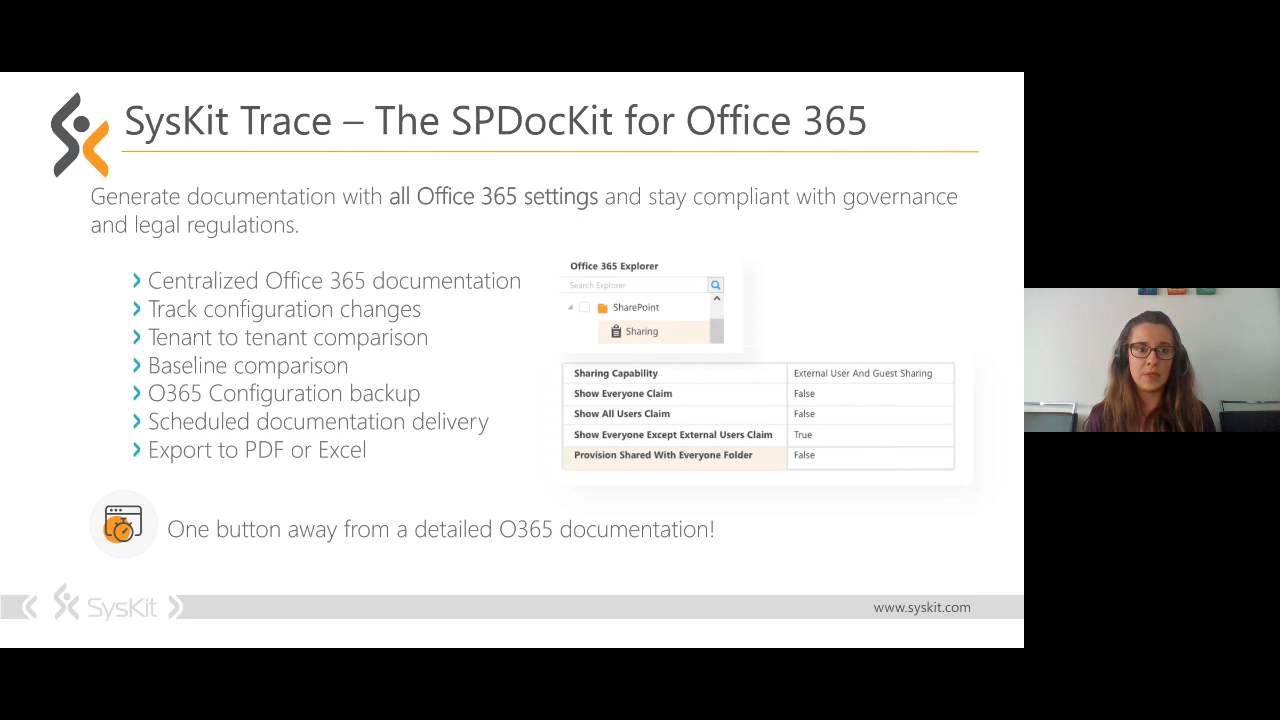 SysKit Trace – The SPDocKit for Office 365
Generate documentation with all Office 365 settings and stay compliant with governance
and legal regulations.
Centralized Office 365 documentation
Track configuration changes
Tenant to tenant comparison
Baseline comparison
O365 Configuration backup
Scheduled documentation delivery
Export to PDF or Excel
Office 365 Explorer
Search Explorer
SharePoint
Sharing
Sharing Capability External User And Guest Sharing
Show Everyone Claim False
Show All Users Claim False
Show Everyone Except External Users Claim True
Provision Shared With Everyone Folder False
One button away from a detailed O365 documentation!
SysKit
www.syskit.com